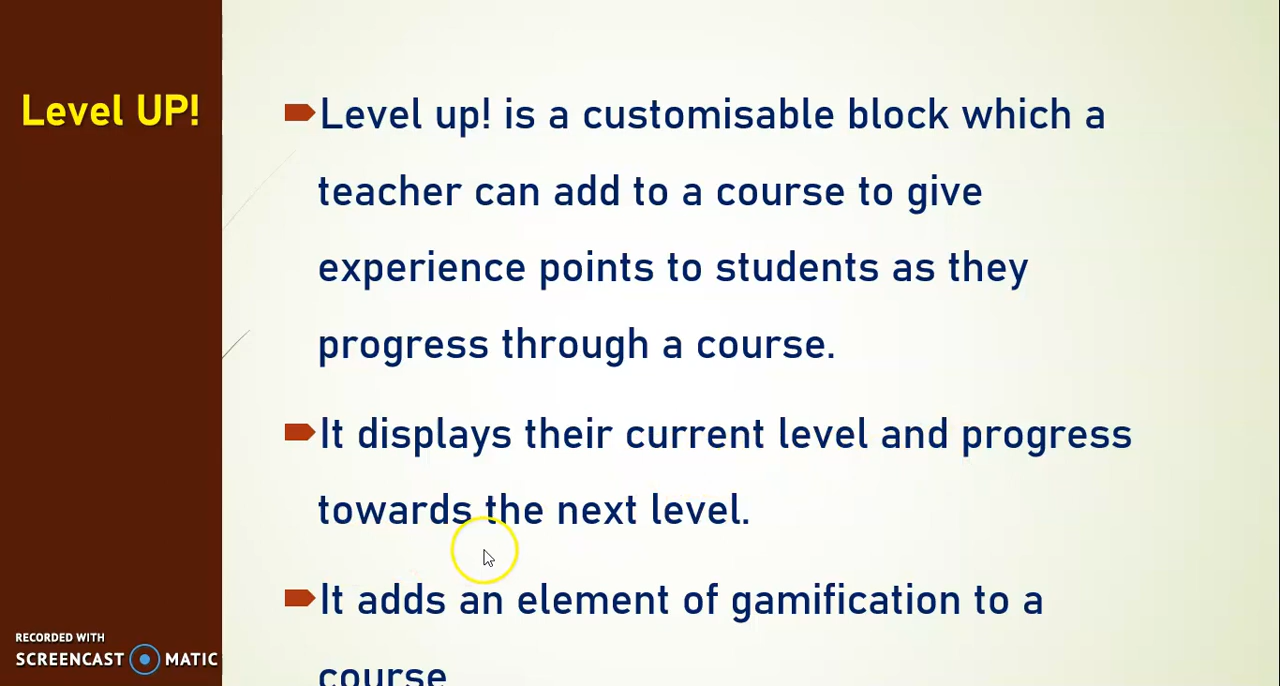 Level UP!
Level up! is a customisable block which a
teacher can add to a course to give
experience points to students as they
progress through a course.
It displays their current level and progress
towards the next level.
It adds an element of gamification to a
course
RECORDED WITH
SCREENCAST MATIC